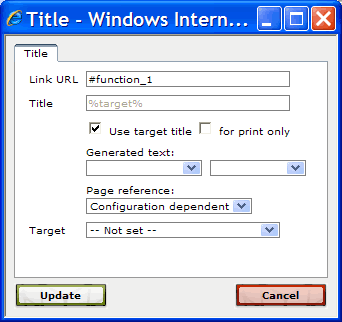 Title - Windows Intern...
Title
Link URL #function_1
Title %target%
Use target title for print only
Generated text:
Page reference:
Configuration dependent
Target -- Not set --
Update Cancel